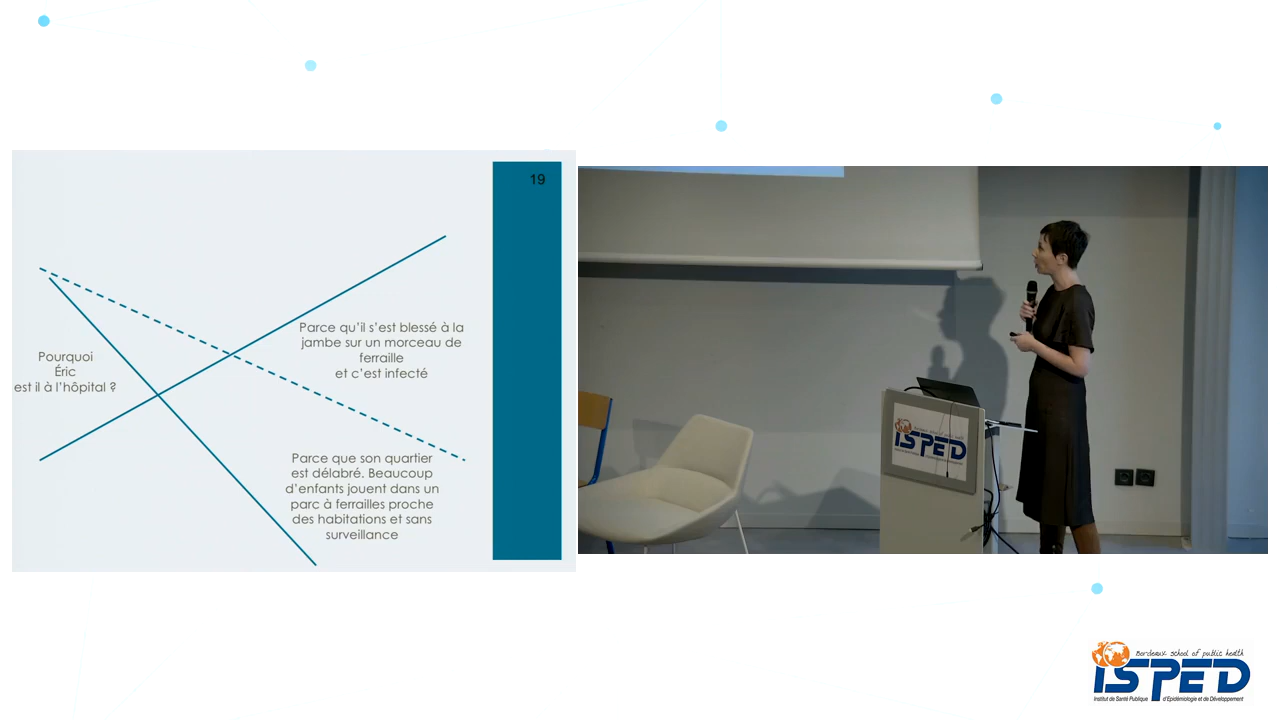 19
Pourquoi
Éric
est il à l'hôpital ?
Parce qu'il s'est blessé à la
jambe sur un morceau de
ferraille
et c'est infecté
Parce que son quartier
est délabré. Beaucoup
d'enfants jouent dans un
parc à ferrailles proche
des habitations et sans
surveillance
ISPED
Bordeaux school of public health
ISPED
Institut de Santé Publique d'Epidémiologie et de Développement